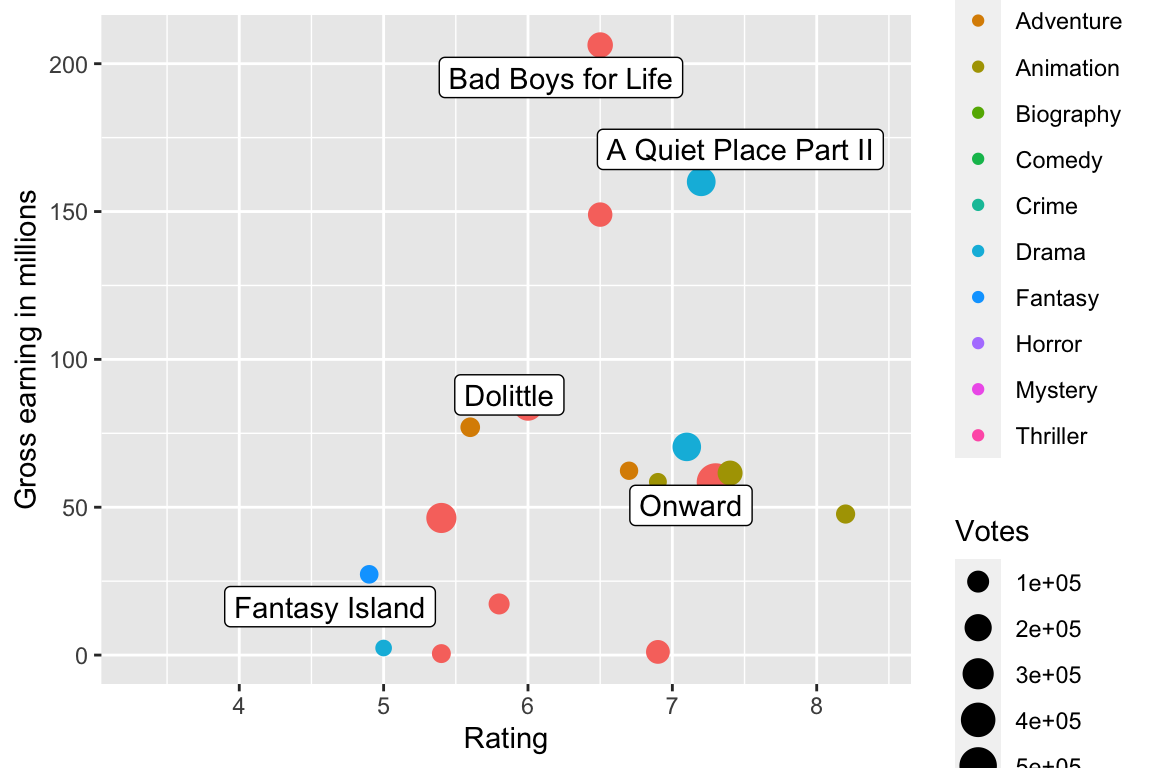 Gross earning in millions
200
150
100
50
0
Bad Boys for Life
A Quiet Place Part II
Dolittle
Onward
Fantasy Island
4 5 6 7 8
Rating
Adventure
Animation
Biography
Comedy
Crime
Drama
Fantasy
Horror
Mystery
Thriller
Votes
1e+05
2e+05
3e+05
4e+05
5e+05